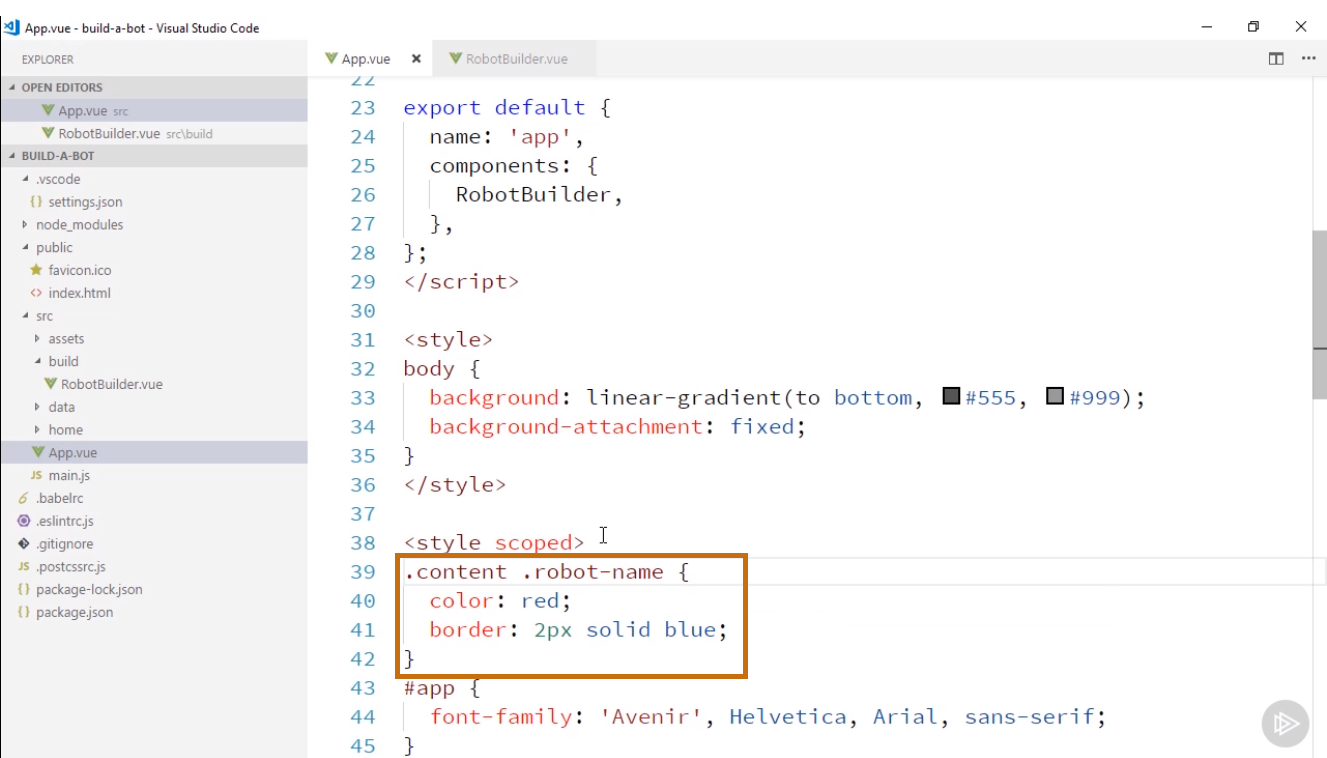 App.vue - build-a-bot - Visual Studio Code
EXPLORER
OPEN EDITORS
App.vue src
RobotBuilder.vue src\build
BUILD-A-BOT
.vscode
{} settings.json
node_modules
public
favicon.ico
<> index.html
src
assets
build
RobotBuilder.vue
data
home
App.vue
JS main.js
6 .babelrc
.eslintrc.js
.gitignore
JS .postcssrc.js
{} package-lock.json
{} package.json
App.vue RobotBuilder.vue
22
23 export default {
24 name: 'app',
25 components: {
26 RobotBuilder,
27 },
28 };
29 </script>
30
31 <style>
32 body {
33 background: linear-gradient(to bottom, #555, #999);
34 background-attachment: fixed;
35 }
36 </style>
37
38 <style scoped>
39 .content .robot-name {
40 color: red;
41 border: 2px solid blue;
42 }
43 #app {
44 font-family: 'Avenir', Helvetica, Arial, sans-serif;
45 }